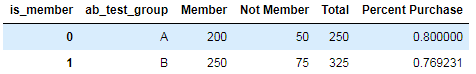 is_member ab_test_group Member Not Member Total Percent Purchase
0 A 200 50 250 0.800000
1 B 250 75 325 0.769231